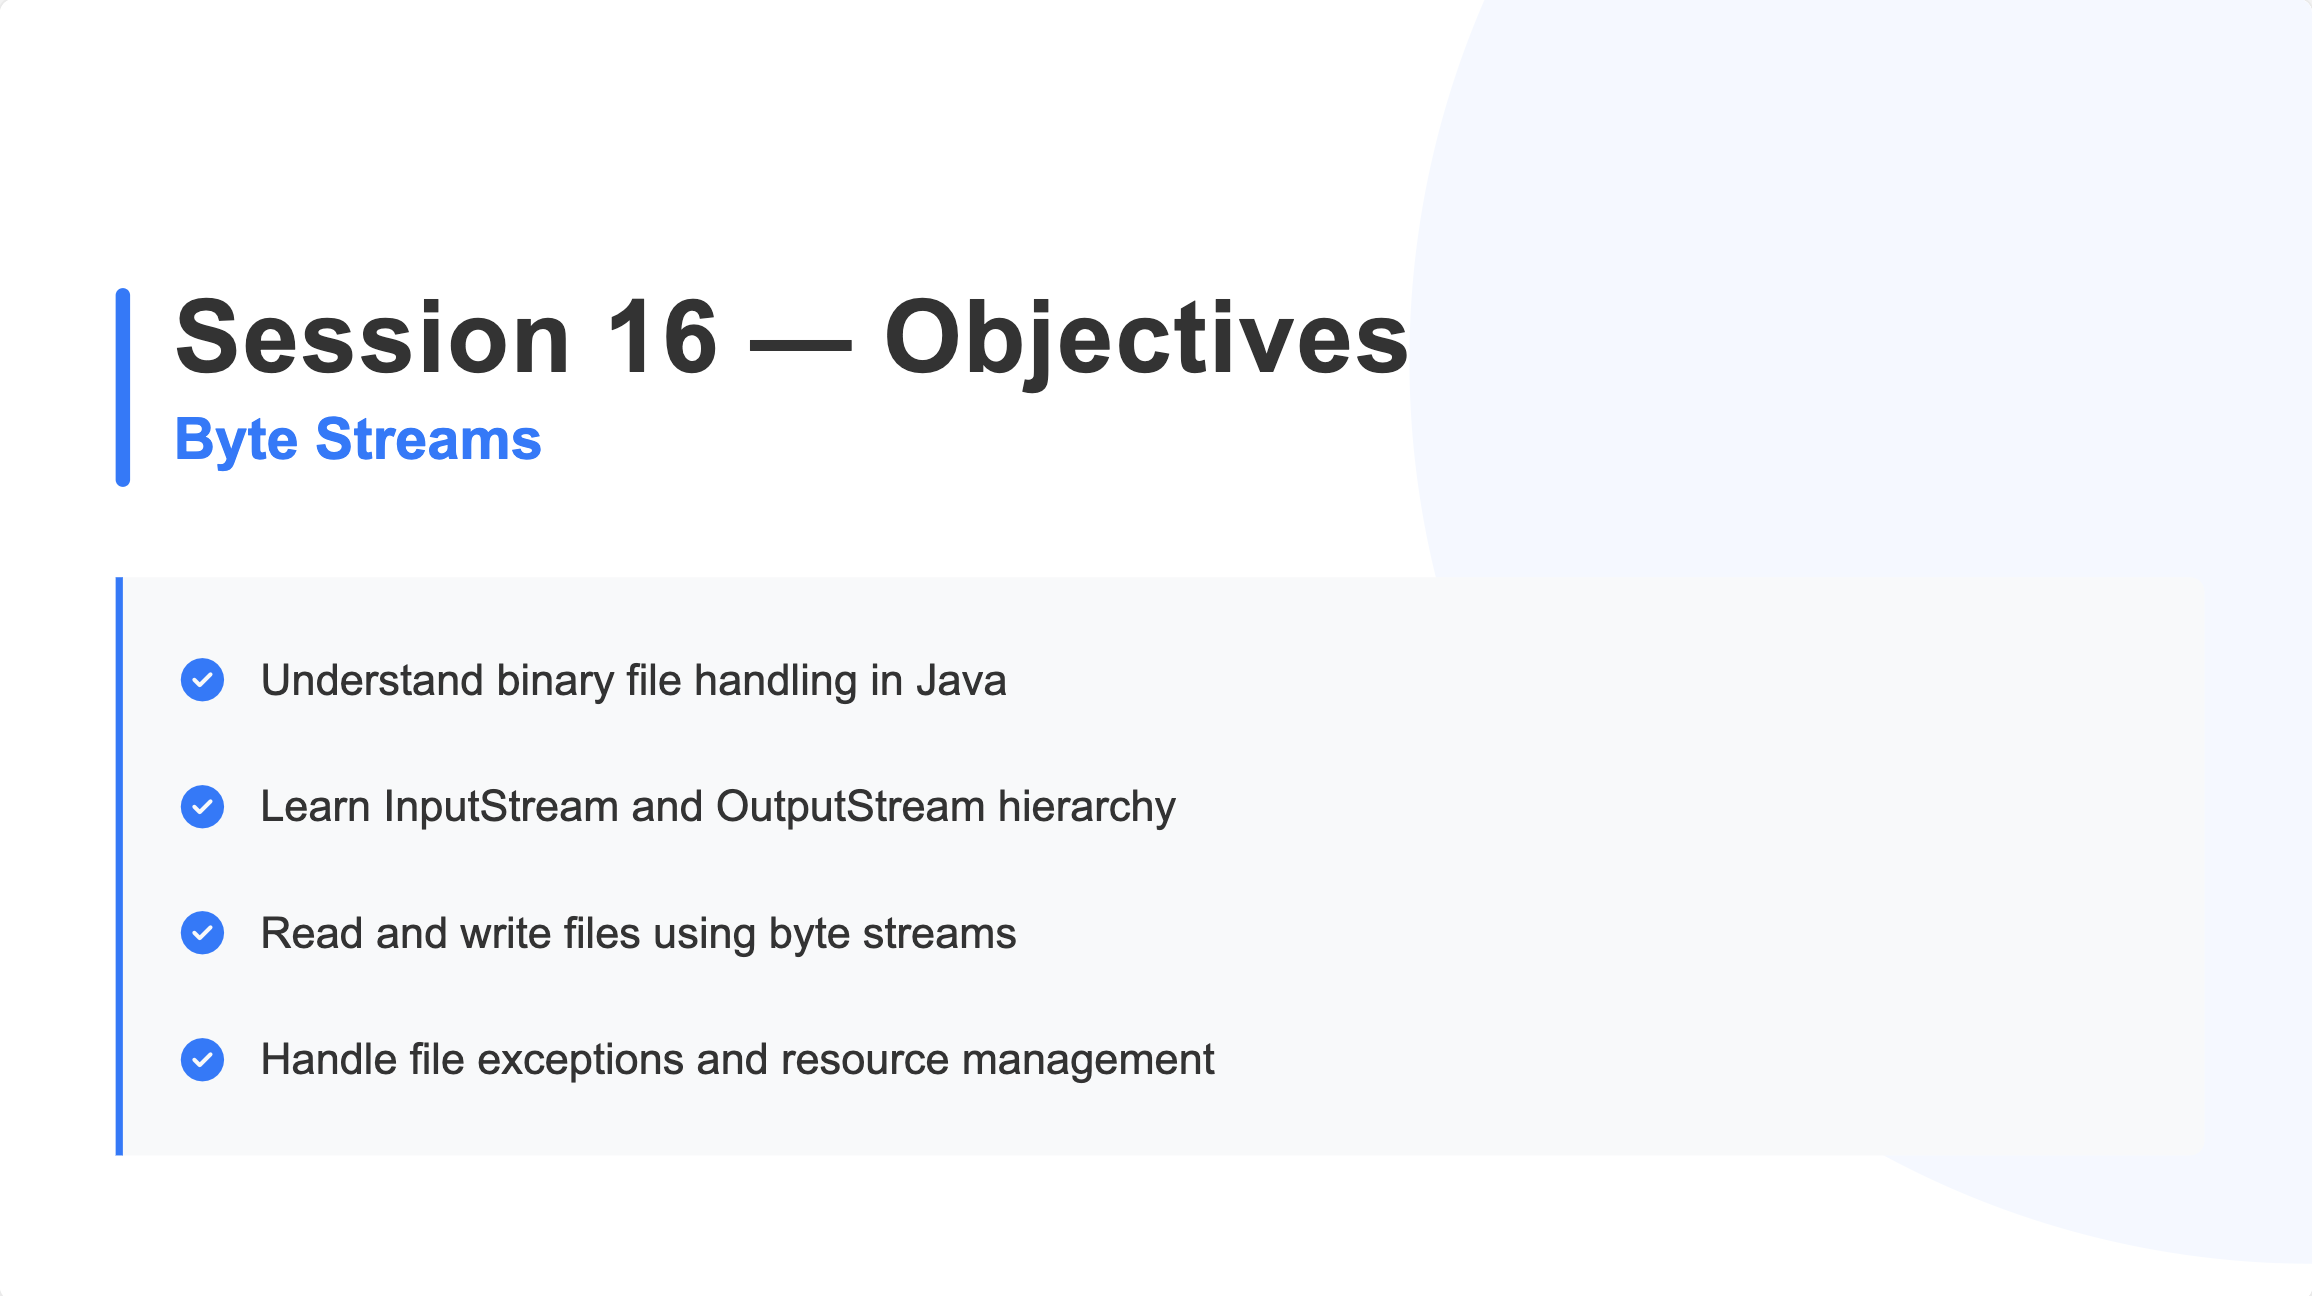 Session 16 — Objectives
Byte Streams
Understand binary file handling in Java
Learn InputStream and OutputStream hierarchy
Read and write files using byte streams
Handle file exceptions and resource management